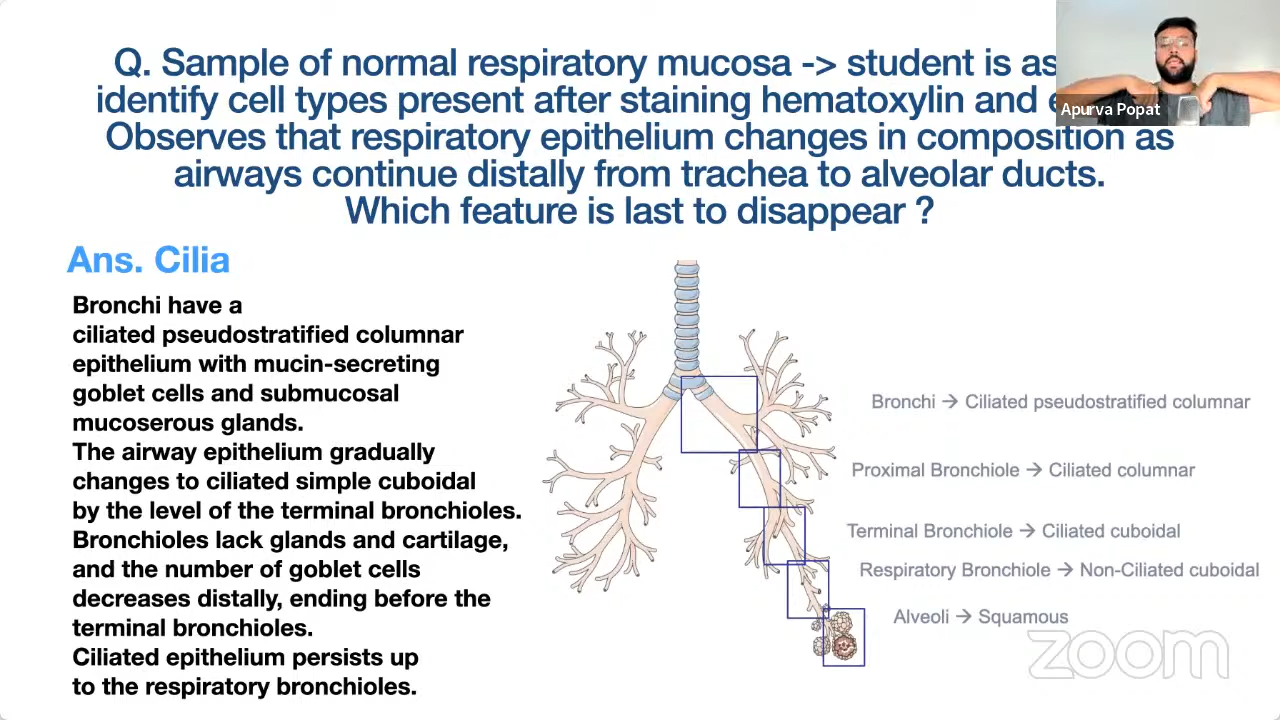 Q. Sample of normal respiratory mucosa -> student is as
identify cell types present after staining hematoxylin and e
Apurva Popat
Observes that respiratory epithelium changes in composition as
airways continue distally from trachea to alveolar ducts.
Which feature is last to disappear ?
Ans. Cilia
Bronchi have a
ciliated pseudostratified columnar
epithelium with mucin-secreting
goblet cells and submucosal
mucoserous glands.
The airway epithelium gradually
changes to ciliated simple cuboidal
by the level of the terminal bronchioles.
Bronchioles lack glands and cartilage,
and the number of goblet cells
decreases distally, ending before the
terminal bronchioles.
Ciliated epithelium persists up
to the respiratory bronchioles.
Bronchi → Ciliated pseudostratified columnar
Proximal Bronchiole → Ciliated columnar
Terminal Bronchiole → Ciliated cuboidal
Respiratory Bronchiole → Non-Ciliated cuboidal
Alveoli → Squamous
zoom